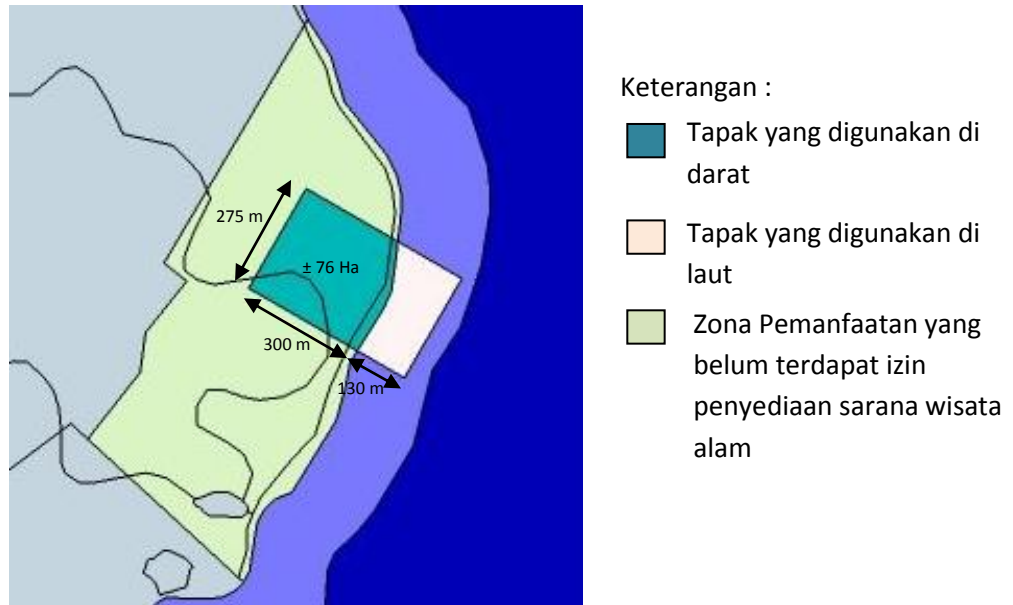 275 m
± 76 Ha
300 m
130 m
Keterangan :
Tapak yang digunakan di
darat
Tapak yang digunakan di
laut
Zona Pemanfaatan yang
belum terdapat izin
penyediaan sarana wisata
alam